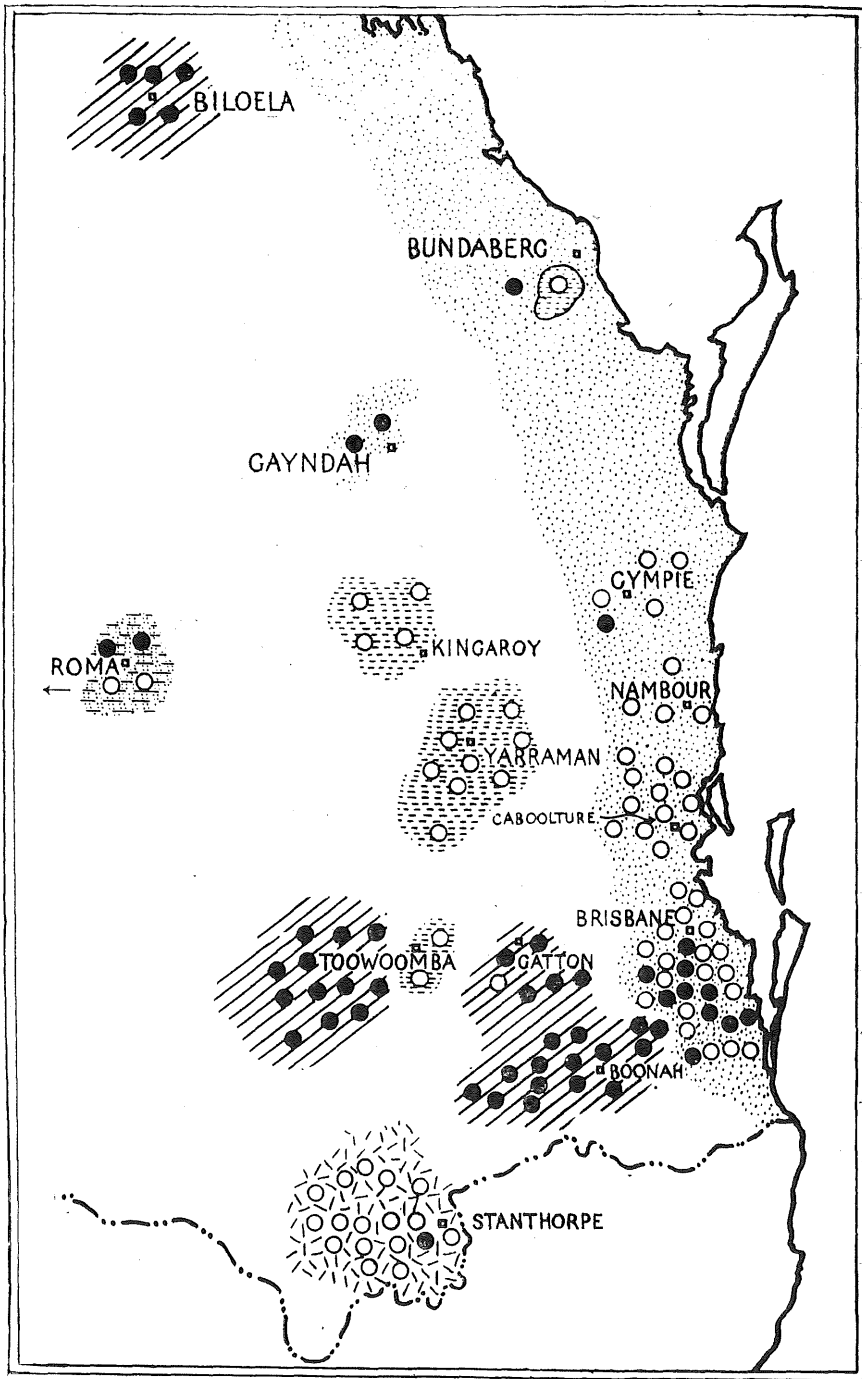 BILOELA
BUNDABERG
GAYNDAH
GYMPIE
KINGAROY
ROMA
NAMBOUR
YARRAMAN
CABOOLTURE
BRISBANE
TOOWOOMBA
GATTON
BOONAH
STANTHORPE